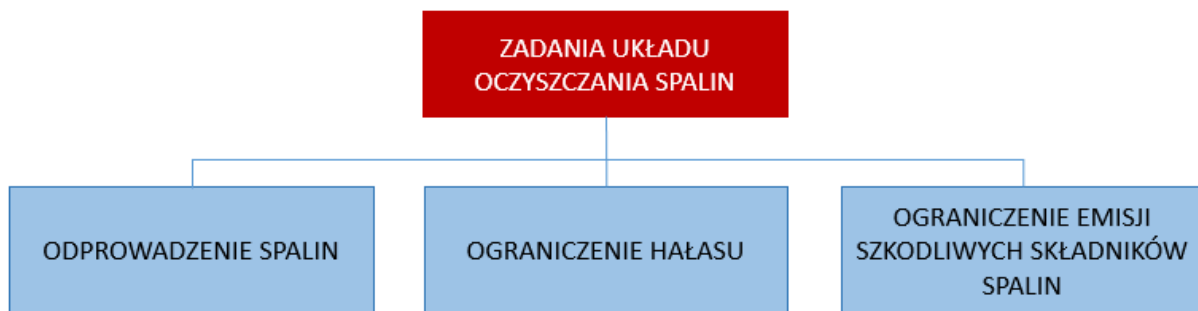 ZADANIA UKŁADU
OCZYSZCZANIA SPALIN
ODPROWADZENIE SPALIN
OGRANICZENIE HAŁASU
OGRANICZENIE EMISJI
SZKODLIWYCH SKŁADNIKÓW
SPALIN